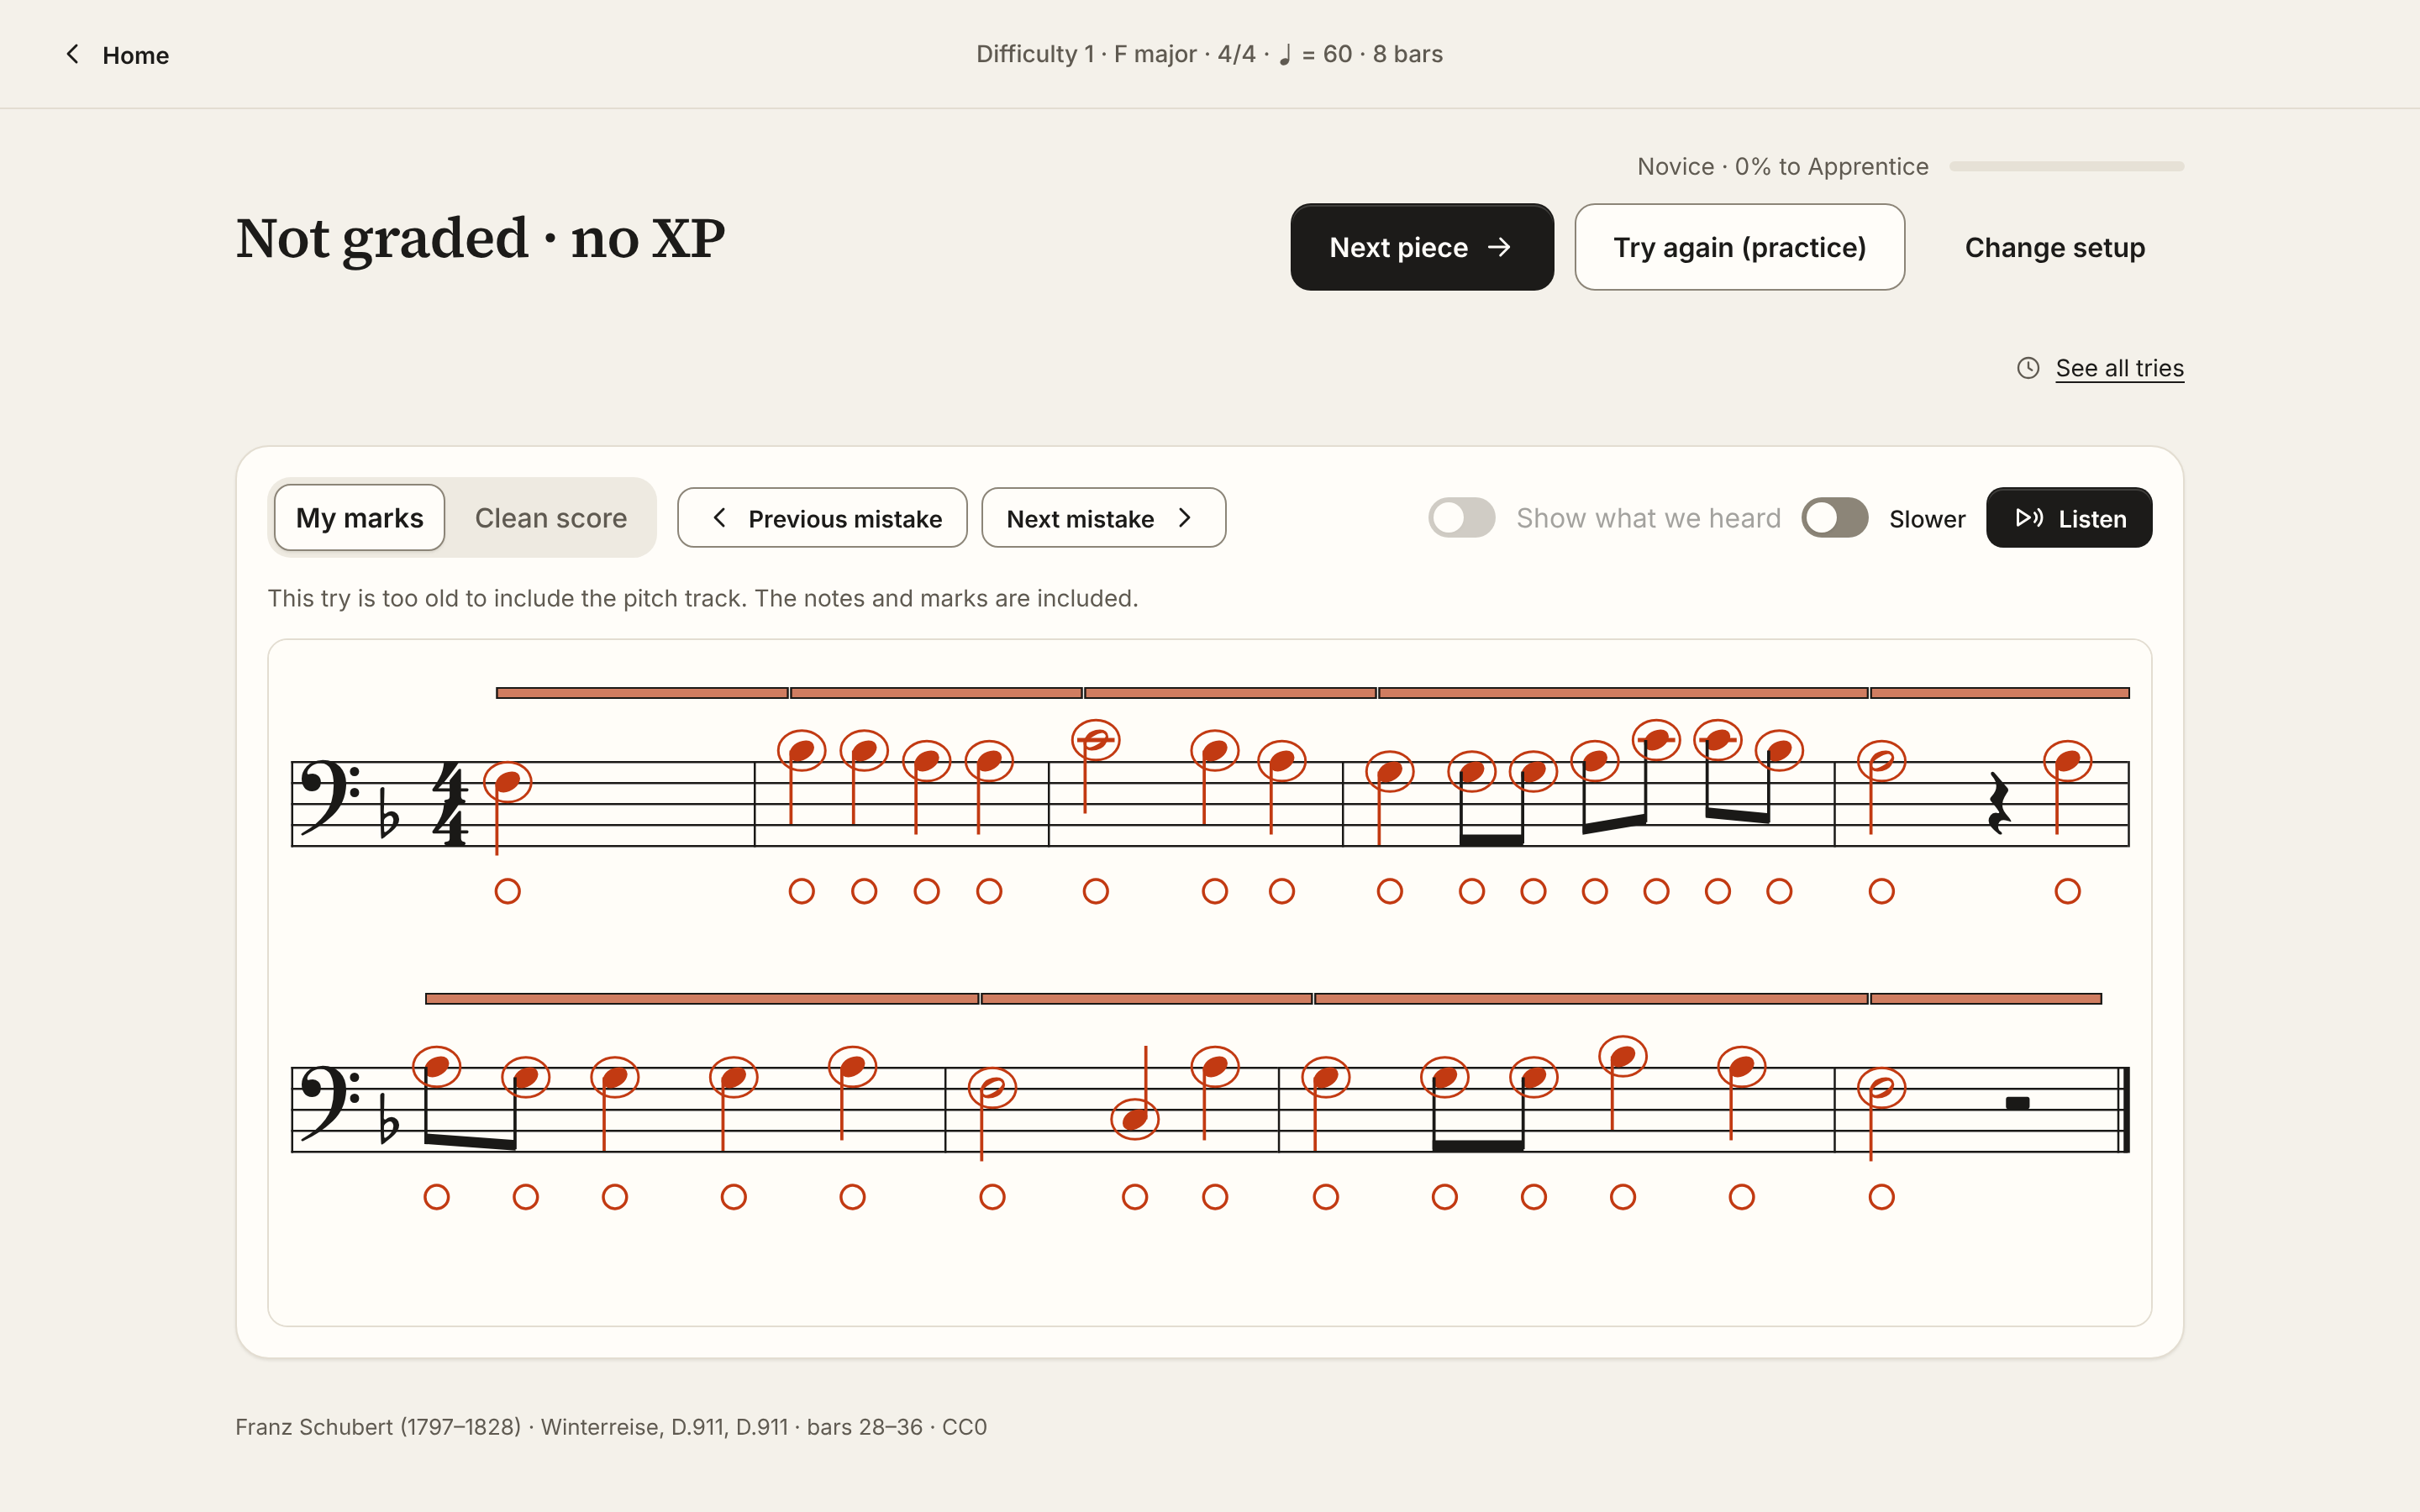 Home
Difficulty 1 · F major · 4/4 · ♩ = 60 · 8 bars
Novice · 0% to Apprentice
Not graded · no XP
Next piece →
Try again (practice)
Change setup
See all tries
My marks
Clean score
Previous mistake
Next mistake
Show what we heard
Slower
Listen
This try is too old to include the pitch track. The notes and marks are included.
4
4
Franz Schubert (1797–1828) · Winterreise, D.911, D.911 · bars 28–36 · CC0